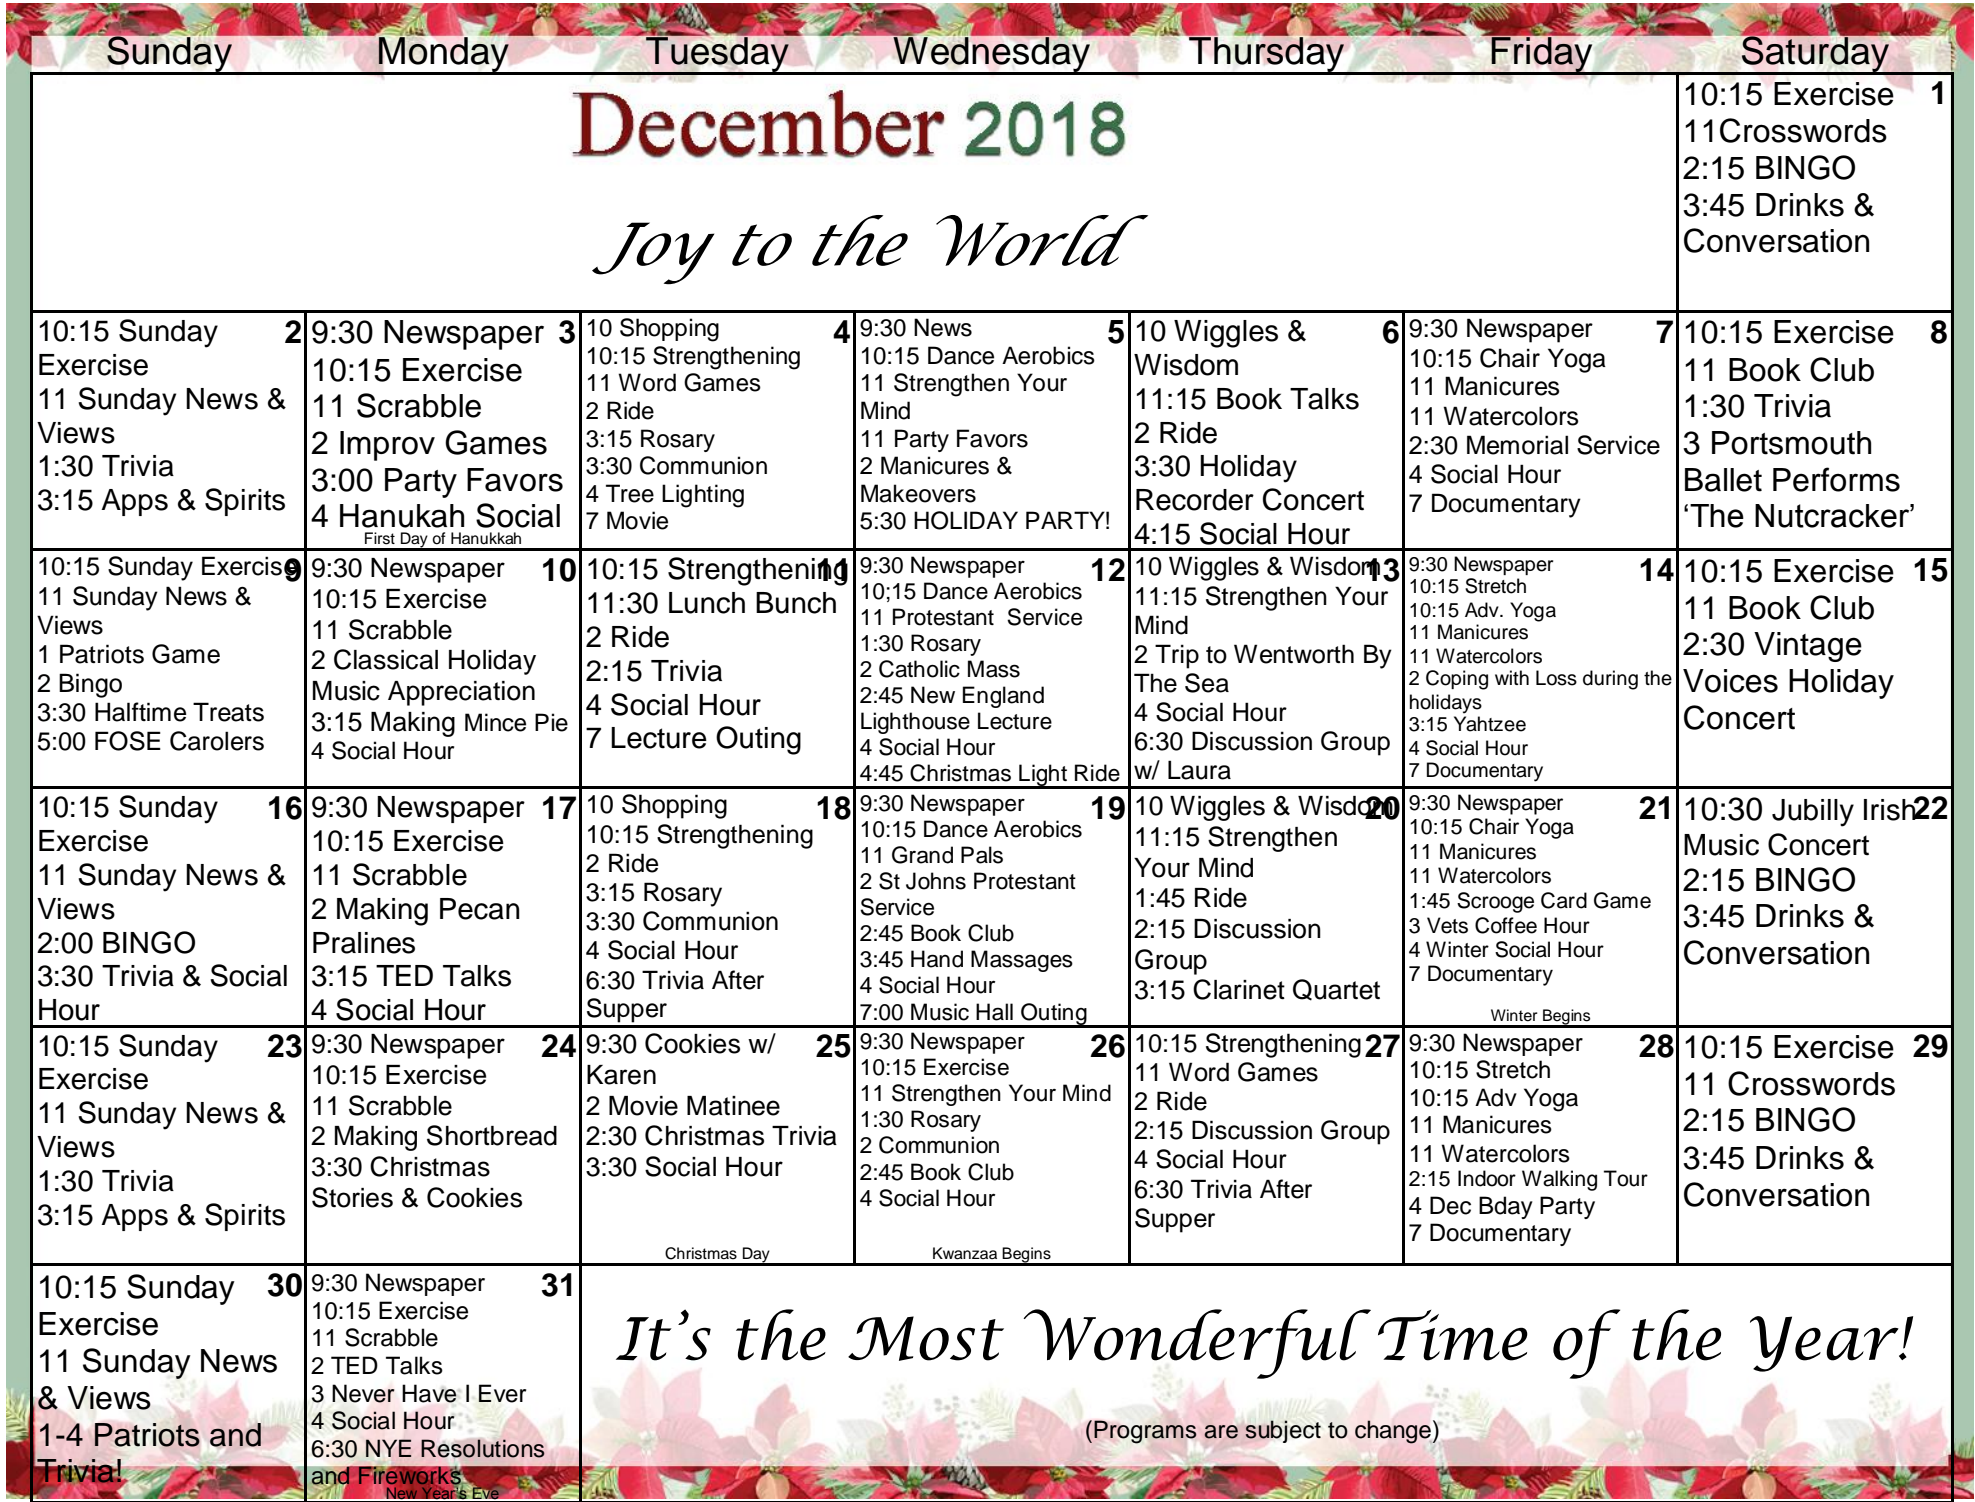 Sunday Monday Tuesday Wednesday Thursday Friday Saturday
December 2018
Joy to the World
10:15 Exercise 1
11Crosswords
2:15 BINGO
3:45 Drinks &
Conversation
10:15 Sunday 2
Exercise
11 Sunday News &
Views
1:30 Trivia
3:15 Apps & Spirits
9:30 Newspaper 3
10:15 Exercise
11 Scrabble
2 Improv Games
3:00 Party Favors
4 Hanukah Social
First Day of Hanukkah
10 Shopping 4
10:15 Strengthening
11 Word Games
2 Ride
3:15 Rosary
3:30 Communion
4 Tree Lighting
7 Movie
9:30 News 5
10:15 Dance Aerobics
11 Strengthen Your
Mind
11 Party Favors
2 Manicures &
Makeovers
5:30 HOLIDAY PARTY!
10 Wiggles & 6
Wisdom
11:15 Book Talks
2 Ride
3:30 Holiday
Recorder Concert
4:15 Social Hour
9:30 Newspaper 7
10:15 Chair Yoga
11 Manicures
11 Watercolors
2:30 Memorial Service
4 Social Hour
7 Documentary
10:15 Exercise 8
11 Book Club
1:30 Trivia
3 Portsmouth
Ballet Performs
‘The Nutcracker’
10:15 Sunday Exercise 9
11 Sunday News &
Views
1 Patriots Game
2 Bingo
3:30 Halftime Treats
5:00 FOSE Carolers
9:30 Newspaper 10
10:15 Exercise
11 Scrabble
2 Classical Holiday
Music Appreciation
3:15 Making Mince Pie
4 Social Hour
10:15 Strengthening 11
11:30 Lunch Bunch
2 Ride
2:15 Trivia
4 Social Hour
7 Lecture Outing
9:30 Newspaper 12
10;15 Dance Aerobics
11 Protestant Service
1:30 Rosary
2 Catholic Mass
2:45 New England
Lighthouse Lecture
4 Social Hour
4:45 Christmas Light Ride
10 Wiggles & Wisdom 13
11:15 Strengthen Your
Mind
2 Trip to Wentworth By
The Sea
4 Social Hour
6:30 Discussion Group
w/ Laura
9:30 Newspaper 14
10:15 Stretch
10:15 Adv. Yoga
11 Manicures
11 Watercolors
2 Coping with Loss during the
holidays
3:15 Yahtzee
4 Social Hour
7 Documentary
10:15 Exercise 15
11 Book Club
2:30 Vintage
Voices Holiday
Concert
10:15 Sunday 16
Exercise
11 Sunday News &
Views
2:00 BINGO
3:30 Trivia & Social
Hour
9:30 Newspaper 17
10:15 Exercise
11 Scrabble
2 Making Pecan
Pralines
3:15 TED Talks
4 Social Hour
10 Shopping 18
10:15 Strengthening
2 Ride
3:15 Rosary
3:30 Communion
4 Social Hour
6:30 Trivia After
Supper
9:30 Newspaper 19
10:15 Dance Aerobics
11 Grand Pals
2 St Johns Protestant
Service
2:45 Book Club
3:45 Hand Massages
4 Social Hour
7:00 Music Hall Outing
10 Wiggles & Wisdom 20
11:15 Strengthen
Your Mind
1:45 Ride
2:15 Discussion
Group
3:15 Clarinet Quartet
9:30 Newspaper 21
10:15 Chair Yoga
11 Manicures
11 Watercolors
1:45 Scrooge Card Game
3 Vets Coffee Hour
4 Winter Social Hour
7 Documentary
Winter Begins
10:30 Jubilly Irish 22
Music Concert
2:15 BINGO
3:45 Drinks &
Conversation
10:15 Sunday 23
Exercise
11 Sunday News &
Views
1:30 Trivia
3:15 Apps & Spirits
9:30 Newspaper 24
10:15 Exercise
11 Scrabble
2 Making Shortbread
3:30 Christmas
Stories & Cookies
9:30 Cookies w/ 25
Karen
2 Movie Matinee
2:30 Christmas Trivia
3:30 Social Hour
Christmas Day
9:30 Newspaper 26
10:15 Exercise
11 Strengthen Your Mind
1:30 Rosary
2 Communion
2:45 Book Club
4 Social Hour
Kwanzaa Begins
10:15 Strengthening 27
11 Word Games
2 Ride
2:15 Discussion Group
4 Social Hour
6:30 Trivia After
Supper
9:30 Newspaper 28
10:15 Stretch
10:15 Adv Yoga
11 Manicures
11 Watercolors
2:15 Indoor Walking Tour
4 Dec Bday Party
7 Documentary
10:15 Exercise 29
11 Crosswords
2:15 BINGO
3:45 Drinks &
Conversation
10:15 Sunday 30
Exercise
11 Sunday News
& Views
1-4 Patriots and
Trivia!
9:30 Newspaper 31
10:15 Exercise
11 Scrabble
2 TED Talks
3 Never Have I Ever
4 Social Hour
6:30 NYE Resolutions
and Fireworks
New Year's Eve
It’s the Most Wonderful Time of the Year!
(Programs are subject to change)